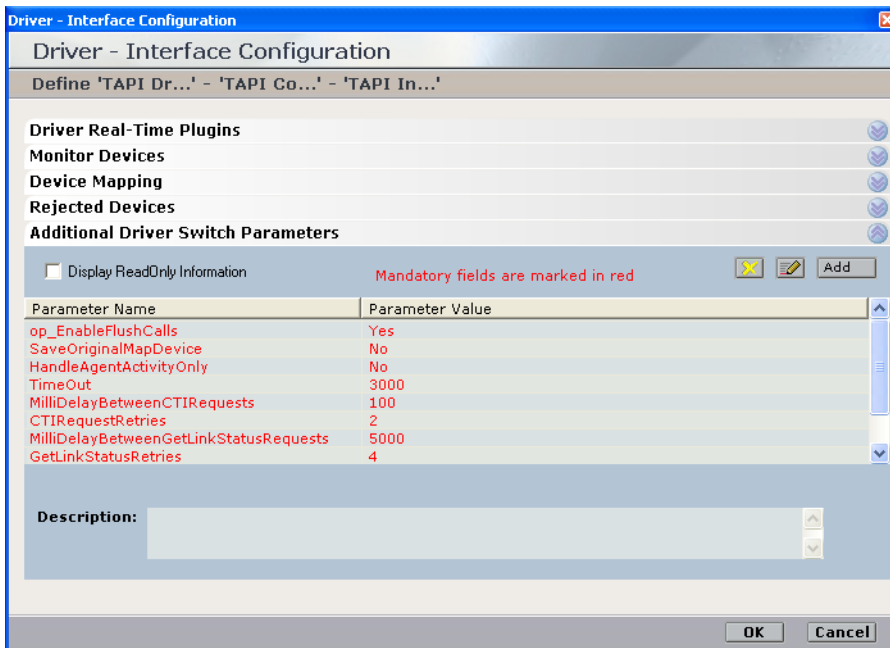 Driver - Interface Configuration
Driver - Interface Configuration
Define 'TAPI Dr...' - 'TAPI Co...' - 'TAPI In...'
Driver Real-Time Plugins
Monitor Devices
Device Mapping
Rejected Devices
Additional Driver Switch Parameters
Display ReadOnly Information Mandatory fields are marked in red Add
Parameter Name Parameter Value
op_EnableFlushCalls Yes
SaveOriginalMapDevice No
HandleAgentActivityOnly No
TimeOut 3000
MilliDelayBetweenCTIRequests 100
CTIRequestRetries 2
MilliDelayBetweenGetLinkStatusRequests 5000
GetLinkStatusRetries 4
Description:
OK Cancel